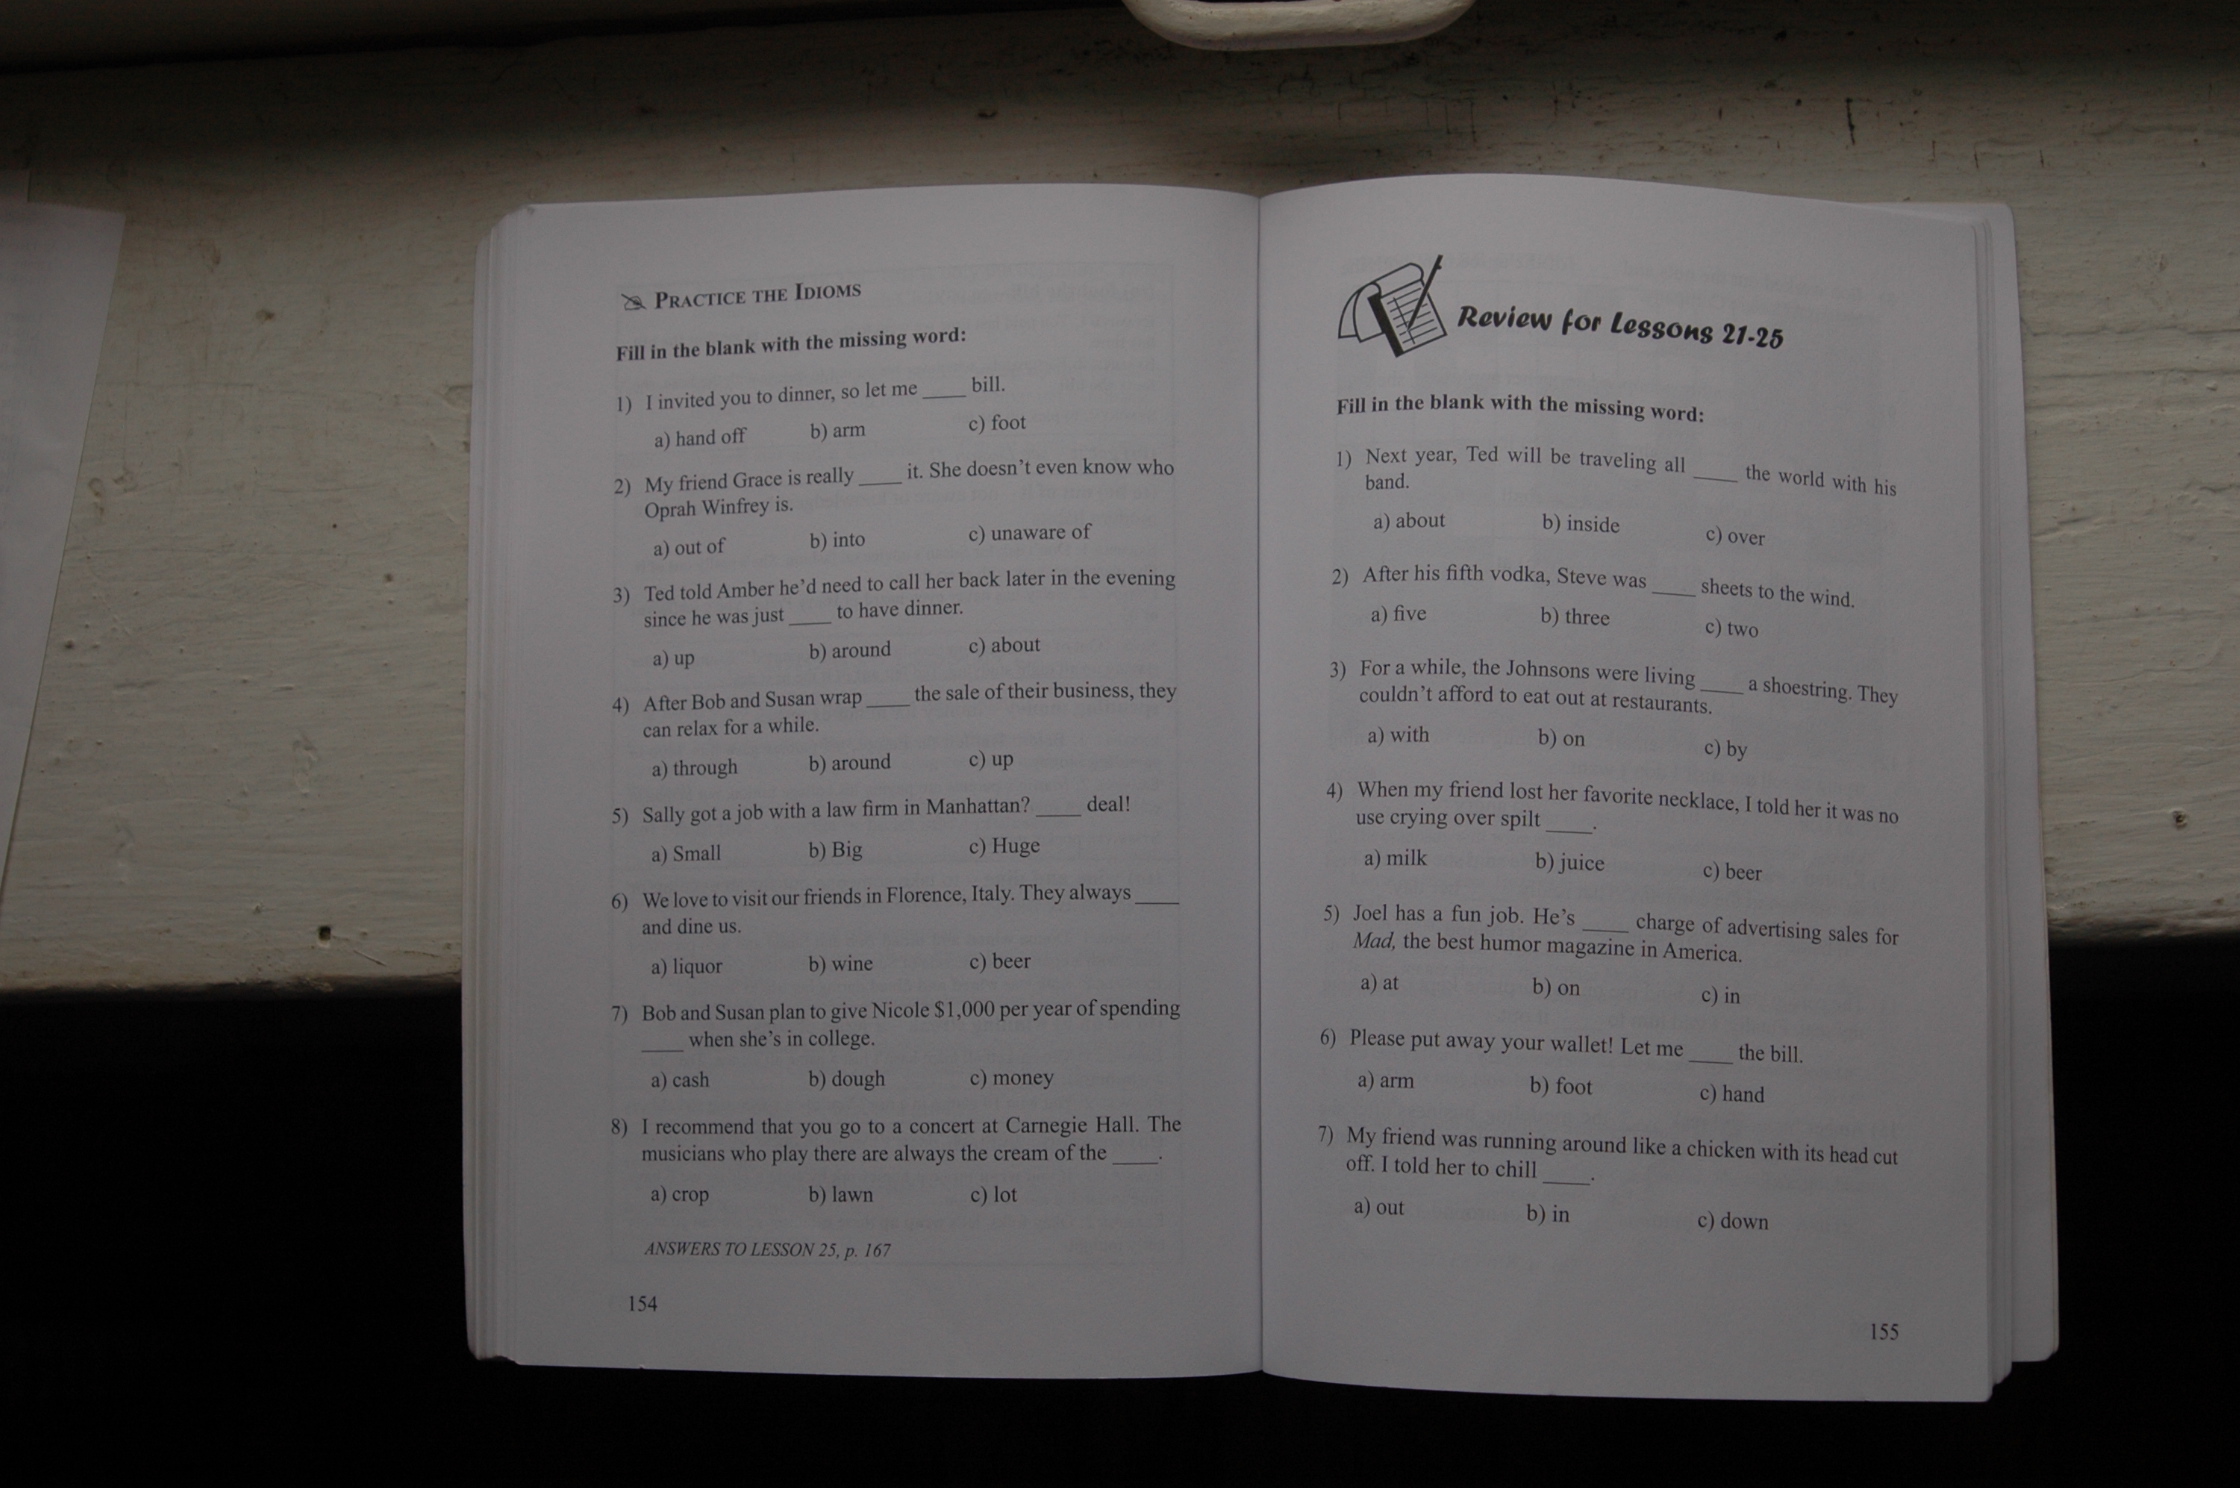 PRACTICE THE IDIOMS
Fill in the blank with the missing word:
1) I invited you to dinner, so let me ____ bill.
a) hand off b) arm c) foot
2) My friend Grace is really ____ it. She doesn't even know who
Oprah Winfrey is.
a) out of b) into c) unaware of
3) Ted told Amber he'd need to call her back later in the evening
since he was just ____ to have dinner.
a) up b) around c) about
4) After Bob and Susan wrap ____ the sale of their business, they
can relax for a while.
a) through b) around c) up
5) Sally got a job with a law firm in Manhattan? ____ deal!
a) Small b) Big c) Huge
6) We love to visit our friends in Florence, Italy. They always ____
and dine us.
a) liquor b) wine c) beer
7) Bob and Susan plan to give Nicole $1,000 per year of spending
____ when she's in college.
a) cash b) dough c) money
8) I recommend that you go to a concert at Carnegie Hall. The
musicians who play there are always the cream of the ____.
a) crop b) lawn c) lot
ANSWERS TO LESSON 25, p. 167
154
Review for Lessons 21-25
Fill in the blank with the missing word:
1) Next year, Ted will be traveling all ____ the world with his
band.
a) about b) inside c) over
2) After his fifth vodka, Steve was ____ sheets to the wind.
a) five b) three c) two
3) For a while, the Johnsons were living ____ a shoestring. They
couldn't afford to eat out at restaurants.
a) with b) on c) by
4) When my friend lost her favorite necklace, I told her it was no
use crying over spilt ____.
a) milk b) juice c) beer
5) Joel has a fun job. He's ____ charge of advertising sales for
Mad, the best humor magazine in America.
a) at b) on c) in
6) Please put away your wallet! Let me ____ the bill.
a) arm b) foot c) hand
7) My friend was running around like a chicken with its head cut
off. I told her to chill ____.
a) out b) in c) down
155